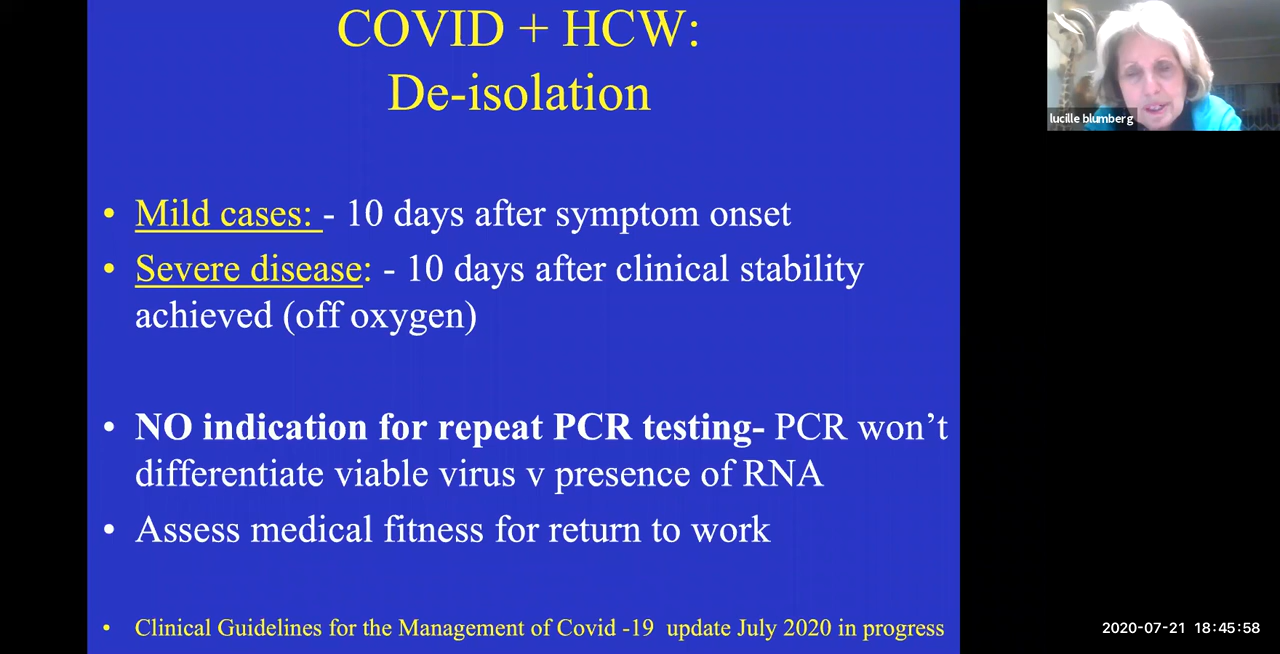 COVID + HCW:
De-isolation
• Mild cases: - 10 days after symptom onset
• Severe disease: - 10 days after clinical stability
achieved (off oxygen)
• NO indication for repeat PCR testing- PCR won't
differentiate viable virus v presence of RNA
• Assess medical fitness for return to work
• Clinical Guidelines for the Management of Covid -19 update July 2020 in progress
lucille blumberg
2020-07-21 18:45:58